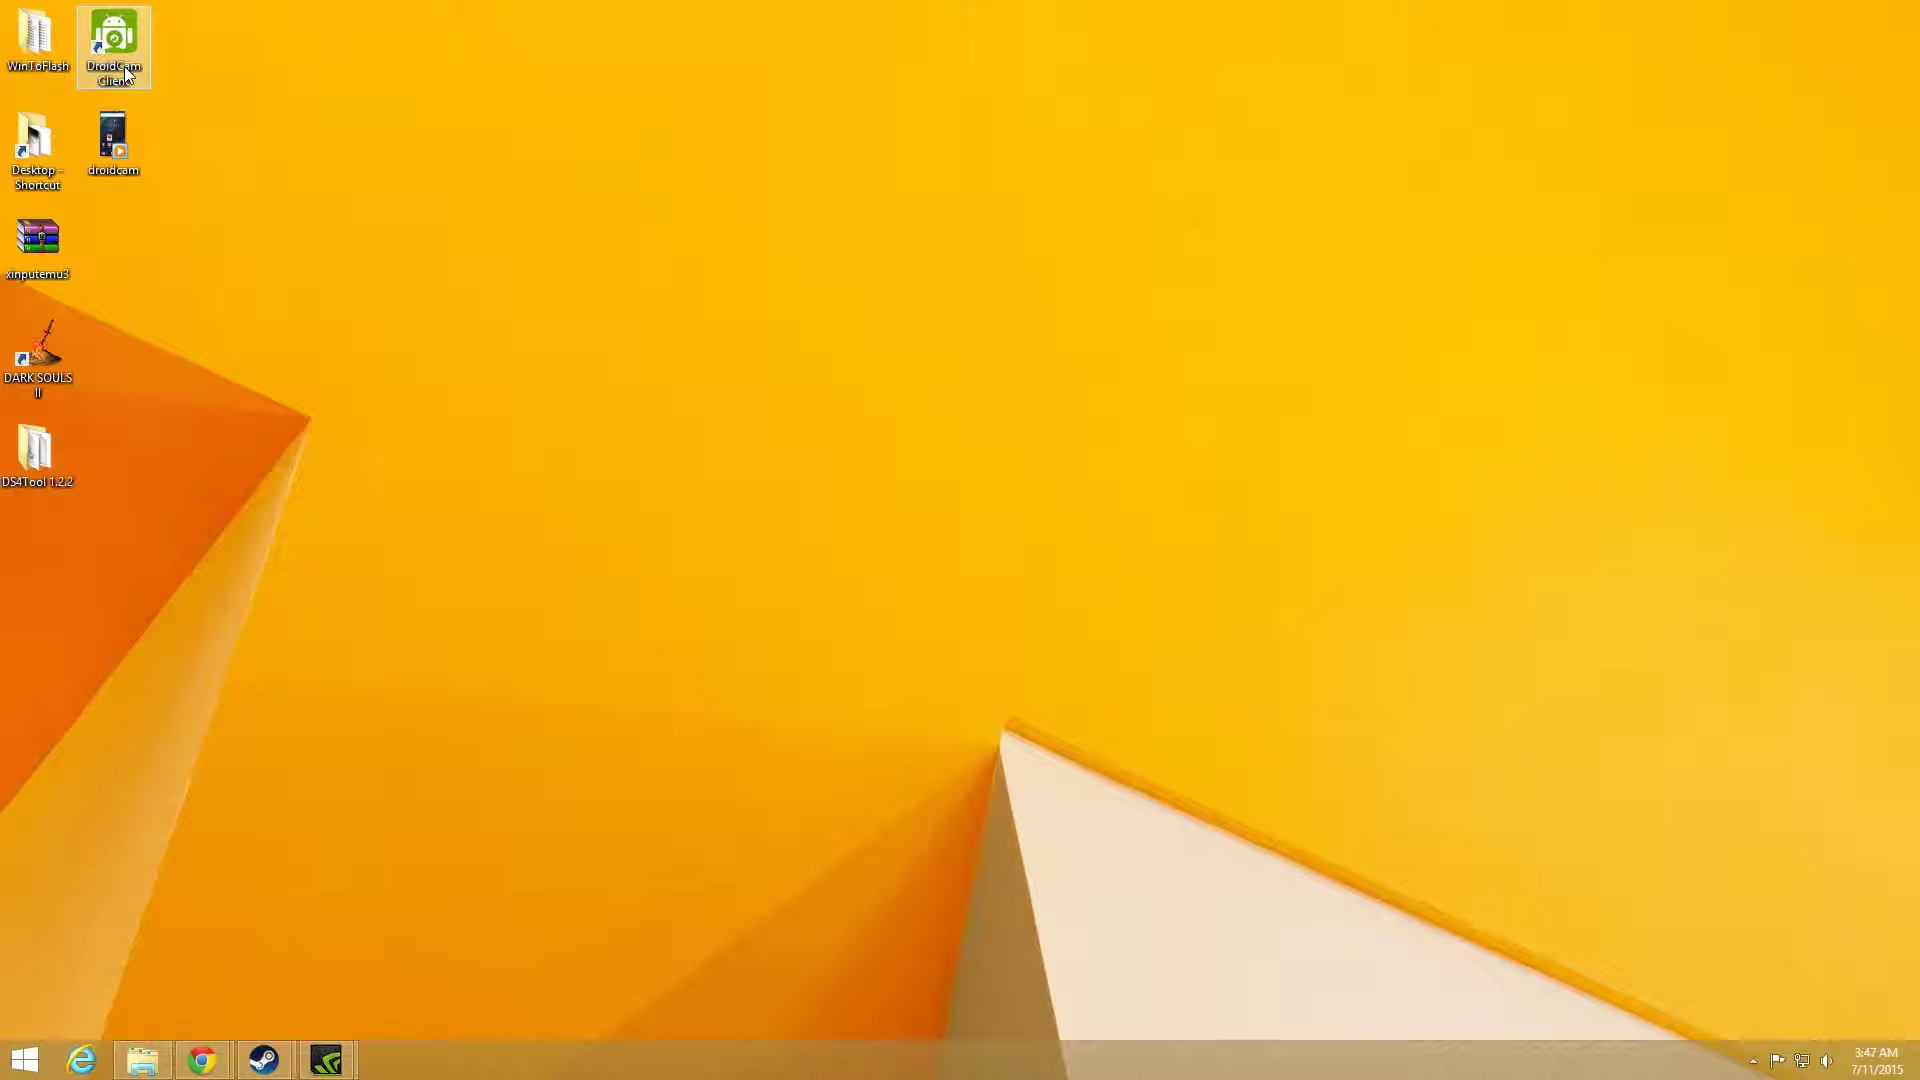 WinToFlash
DroidCam
Client
Desktop -
Shortcut
droidcam
xinputemu3
DARK SOULS
II
DS4Tool 1.2.2
3:47 AM
7/11/2015